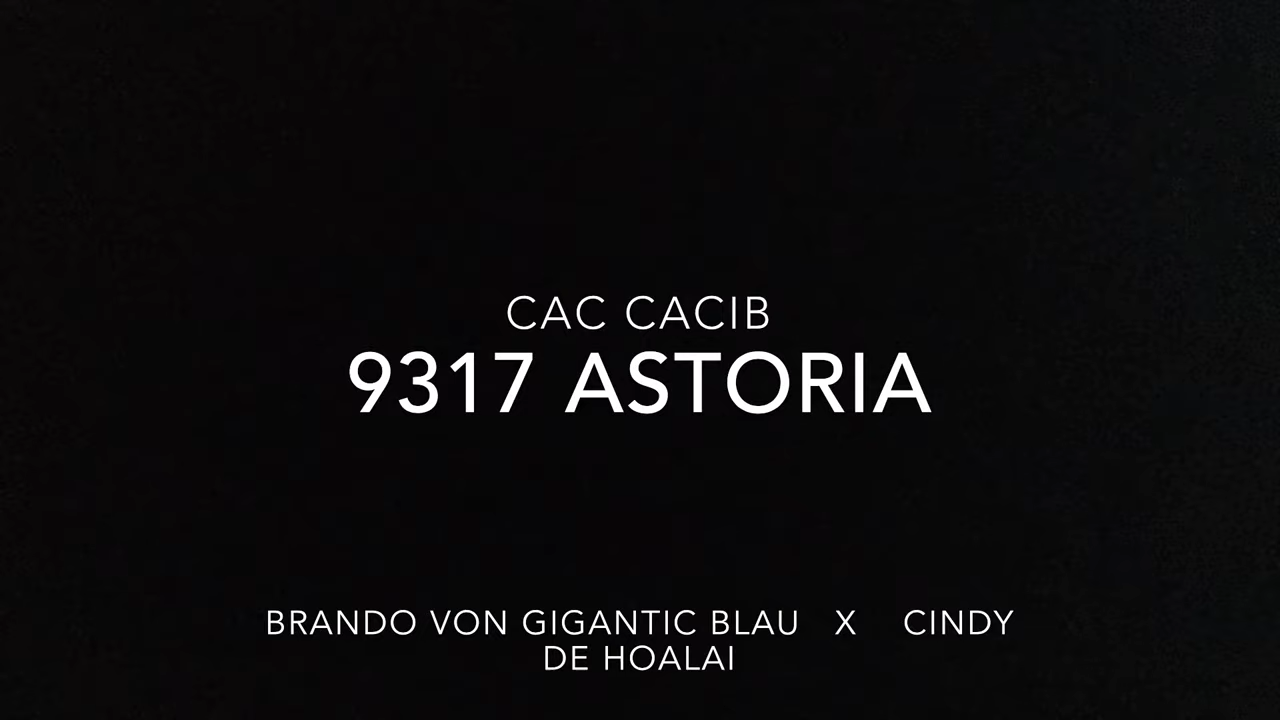 CAC CACIB
9317 ASTORIA
BRANDO VON GIGANTIC BLAU X CINDY
DE HOALAI